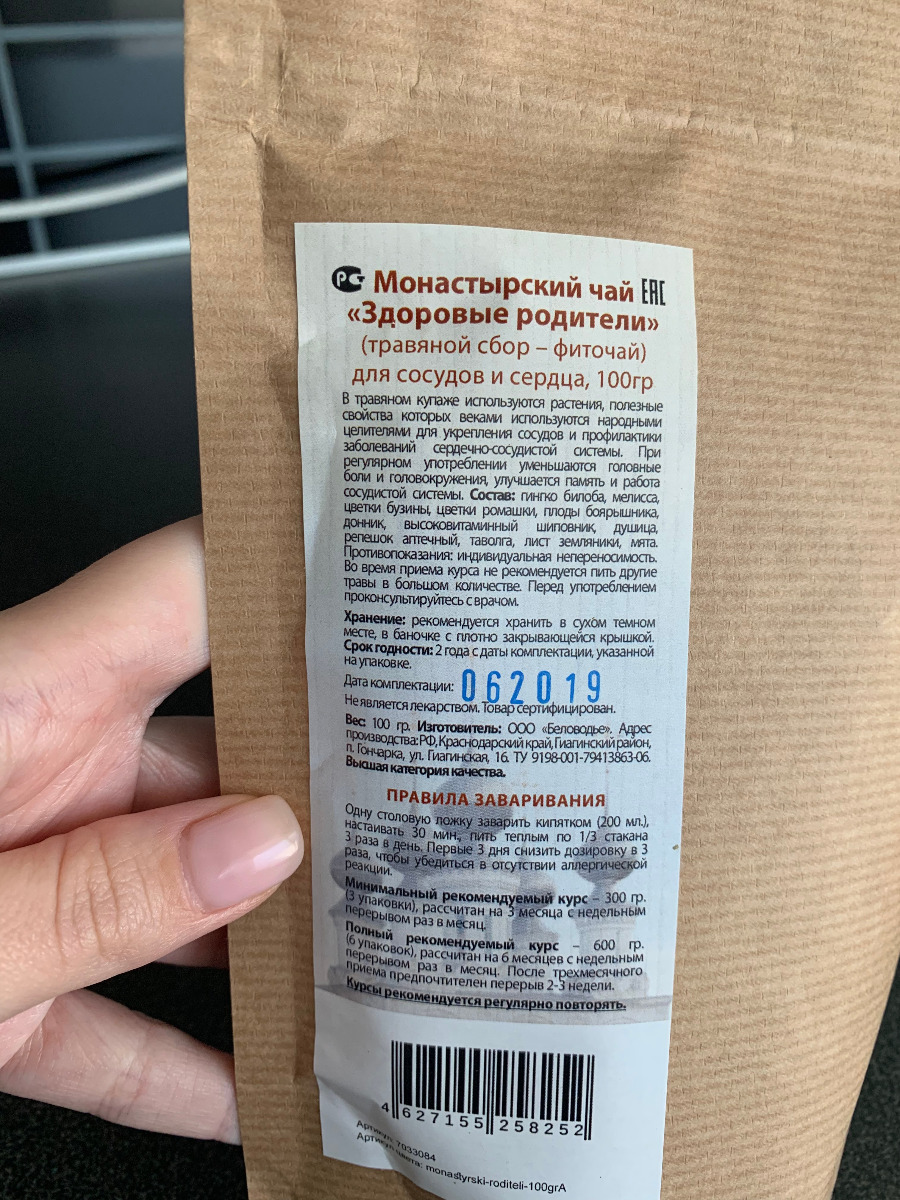 РСТ Монастырский чай ЕАС
«Здоровые родители»
(травяной сбор – фиточай)
для сосудов и сердца, 100гр
В травяном купаже используются растения, полезные
свойства которых веками используются народными
целителями для укрепления сосудов и профилактики
заболеваний сердечно-сосудистой системы. При
регулярном употреблении уменьшаются головные
боли и головокружения, улучшается память и работа
сосудистой системы. Состав: гингко билоба, мелисса,
цветки бузины, цветки ромашки, плоды боярышника,
донник, высоковитаминный шиповник, душица,
репешок аптечный, таволга, лист земляники, мята.
Противопоказания: индивидуальная непереносимость.
Во время приема курса не рекомендуется пить другие
травы в большом количестве. Перед употреблением
проконсультируйтесь с врачом.
Хранение: рекомендуется хранить в сухом темном
месте, в баночке с плотно закрывающейся крышкой.
Срок годности: 2 года с даты комплектации, указанной
на упаковке.
Дата комплектации: 062019
Не является лекарством. Товар сертифицирован.
Вес: 100 гр. Изготовитель: ООО «Беловодье». Адрес
производства: РФ, Краснодарский край, Гиагинский район,
п. Гончарка, ул. Гиагинская, 16. ТУ 9198-001-79413863-06.
Высшая категория качества.
ПРАВИЛА ЗАВАРИВАНИЯ
Одну столовую ложку заварить кипятком (200 мл.),
настаивать 30 мин., пить теплым по 1/3 стакана
3 раза в день. Первые 3 дня снизить дозировку в 3
раза, чтобы убедиться в отсутствии аллергической
реакции.
Минимальный рекомендуемый курс – 300 гр.
(3 упаковки), рассчитан на 3 месяца с недельным
перерывом раз в месяц.
Полный рекомендуемый курс – 600 гр.
(6 упаковок), рассчитан на 6 месяцев с недельным
перерывом раз в месяц. После трехмесячного
приема предпочтителен перерыв 2-3 недели.
Курсы рекомендуется регулярно повторять.
4 627155 258252
Артикул: 7033084
Артикул цвета: monastyrski-roditeli-100grA